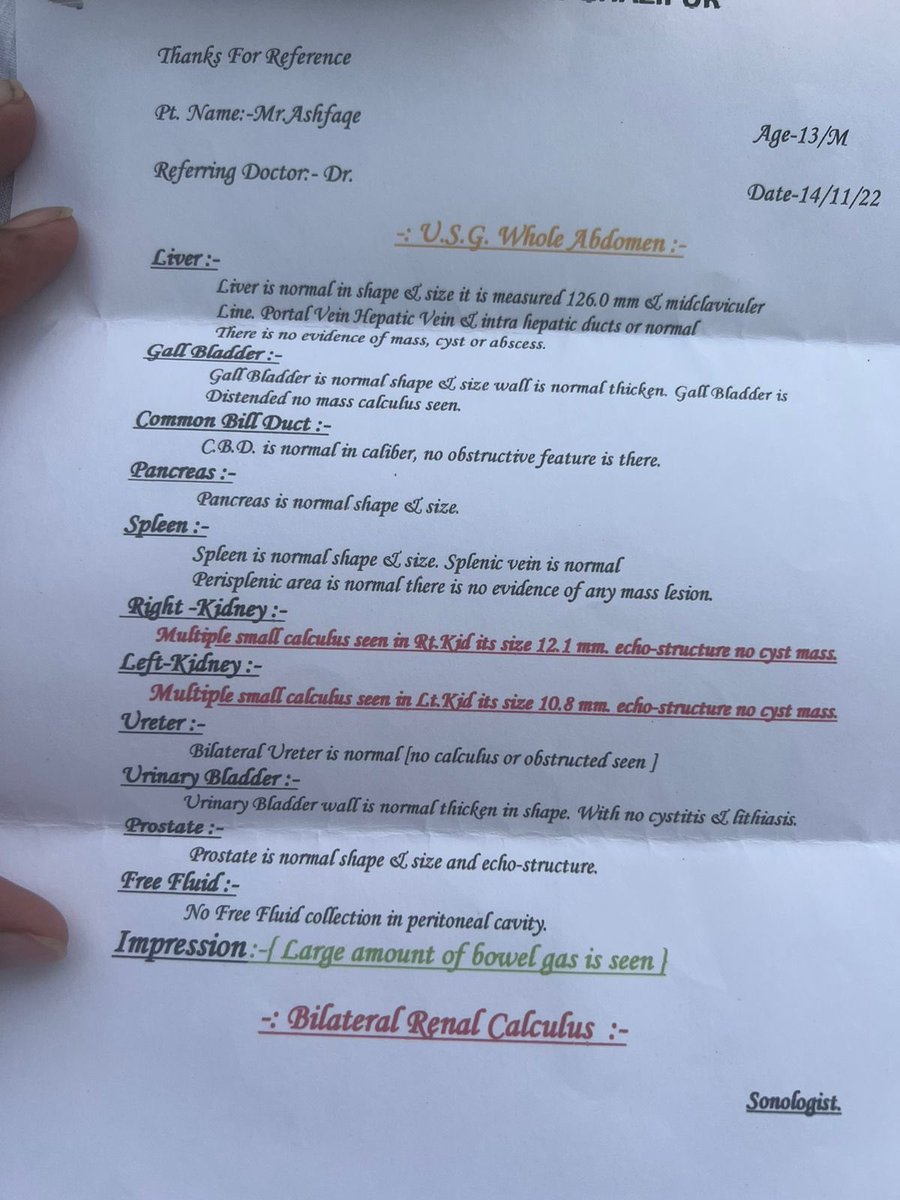 Thanks For Reference
Pt. Name:-Mr.Ashfaqe
Age-13/M
Referring Doctor:- Dr.
Date-14/11/22
-: U.S.G. Whole Abdomen :-
Liver :-
Liver is normal in shape & size it is measured 126.0 mm & midclaviculer
Line. Portal Vein Hepatic Vein & intra hepatic ducts or normal
There is no evidence of mass, cyst or abscess.
Gall Bladder :-
Gall Bladder is normal shape & size wall is normal thicken. Gall Bladder is
Distended no mass calculus seen.
Common Bill Duct :-
C.B.D. is normal in caliber, no obstructive feature is there.
Pancreas :-
Pancreas is normal shape & size.
Spleen :-
Spleen is normal shape & size. Splenic vein is normal
Perisplenic area is normal there is no evidence of any mass lesion.
Right -Kidney :-
Multiple small calculus seen in Rt.Kid its size 12.1 mm. echo-structure no cyst mass.
Left-Kidney :-
Multiple small calculus seen in Lt.Kid its size 10.8 mm. echo-structure no cyst mass.
Ureter :-
Bilateral Ureter is normal [no calculus or obstructed seen ]
Urinary Bladder :-
Urinary Bladder wall is normal thicken in shape. With no cystitis & lithiasis.
Prostate :-
Prostate is normal shape & size and echo-structure.
Free Fluid :-
No Free Fluid collection in peritoneal cavity.
Impression :-{ Large amount of bowel gas is seen }
-: Bilateral Renal Calculus :-
Sonologist.